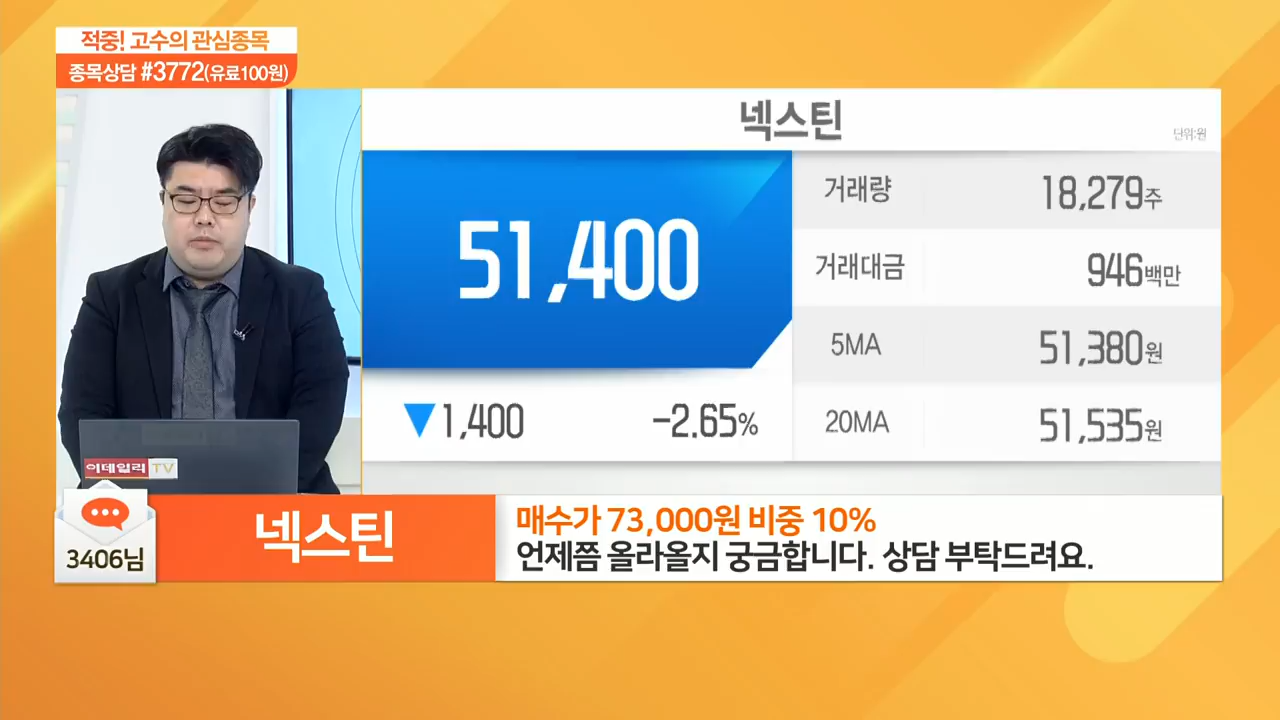 적중! 고수의 관심종목
종목상담 #3772(유료100원)
넥스틴
단위:원
51,400
▼1,400 -2.65%
거래량 18,279주
거래대금 946백만
5MA 51,380원
20MA 51,535원
이데일리 TV
3406님
넥스틴
매수가 73,000원 비중 10%
언제쯤 올라올지 궁금합니다. 상담 부탁드려요.